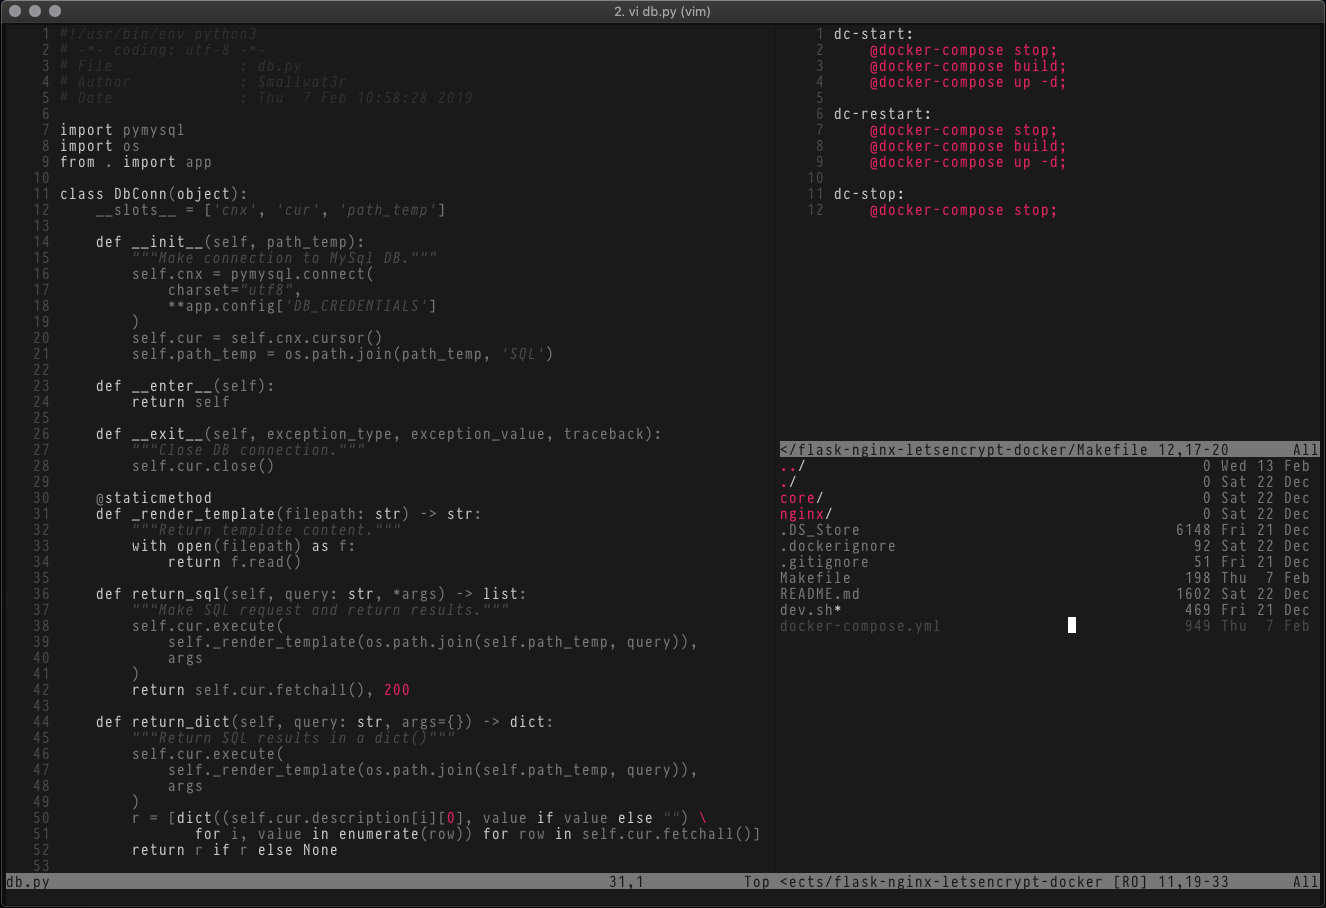 2. vi db.py (vim)
1 #!/usr/bin/env python3
2 # -*- coding: utf-8 -*-
3 # File : db.py
4 # Author : Smallwat3r
5 # Date : Thu 7 Feb 10:58:28 2019
6
7 import pymysql
8 import os
9 from . import app
10
11 class DbConn(object):
12 __slots__ = ['cnx', 'cur', 'path_temp']
13
14 def __init__(self, path_temp):
15 """Make connection to MySql DB."""
16 self.cnx = pymysql.connect(
17 charset="utf8",
18 **app.config['DB_CREDENTIALS']
19 )
20 self.cur = self.cnx.cursor()
21 self.path_temp = os.path.join(path_temp, 'SQL')
22
23 def __enter__(self):
24 return self
25
26 def __exit__(self, exception_type, exception_value, traceback):
27 """Close DB connection."""
28 self.cur.close()
29
30 @staticmethod
31 def _render_template(filepath: str) -> str:
32 """Return template content."""
33 with open(filepath) as f:
34 return f.read()
35
36 def return_sql(self, query: str, *args) -> list:
37 """Make SQL request and return results."""
38 self.cur.execute(
39 self._render_template(os.path.join(self.path_temp, query)),
40 args
41 )
42 return self.cur.fetchall(), 200
43
44 def return_dict(self, query: str, args={}) -> dict:
45 """Return SQL results in a dict()"""
46 self.cur.execute(
47 self._render_template(os.path.join(self.path_temp, query)),
48 args
49 )
50 r = [dict((self.cur.description[i][0], value if value else "") \
51 for i, value in enumerate(row)) for row in self.cur.fetchall()]
52 return r if r else None
53
db.py 31,1 Top
1 dc-start:
2 @docker-compose stop;
3 @docker-compose build;
4 @docker-compose up -d;
5
6 dc-restart:
7 @docker-compose stop;
8 @docker-compose build;
9 @docker-compose up -d;
10
11 dc-stop:
12 @docker-compose stop;
</flask-nginx-letsencrypt-docker/Makefile 12,17-20 All
../ 0 Wed 13 Feb
./ 0 Sat 22 Dec
core/ 0 Sat 22 Dec
nginx/ 0 Sat 22 Dec
.DS_Store 6148 Fri 21 Dec
.dockerignore 92 Sat 22 Dec
.gitignore 51 Fri 21 Dec
Makefile 198 Thu 7 Feb
README.md 1602 Sat 22 Dec
dev.sh* 469 Fri 21 Dec
docker-compose.yml 949 Thu 7 Feb
<ects/flask-nginx-letsencrypt-docker [RO] 11,19-33 All